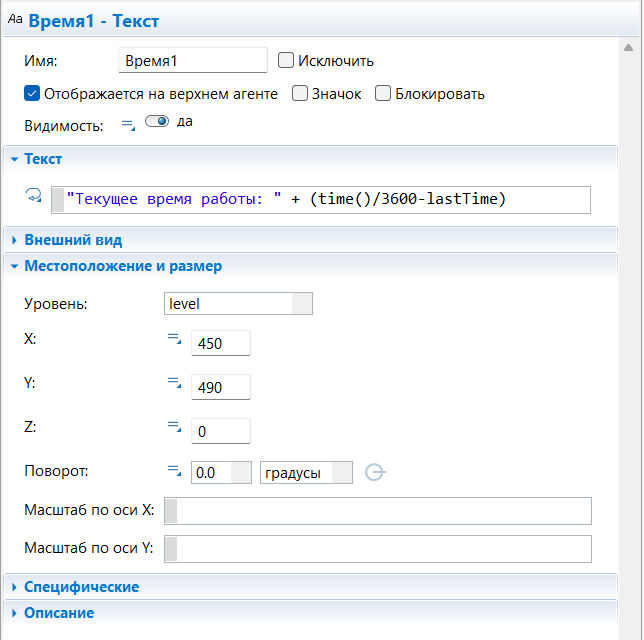 Aa Время1 - Текст
Имя: Время1 Исключить
Отображается на верхнем агенте Значок Блокировать
Видимость: да
Текст
"Текущее время работы: " + (time()/3600-lastTime)
Внешний вид
Местоположение и размер
Уровень: level
X: 450
Y: 490
Z: 0
Поворот: 0.0 градусы
Масштаб по оси X:
Масштаб по оси Y:
Специфические
Описание